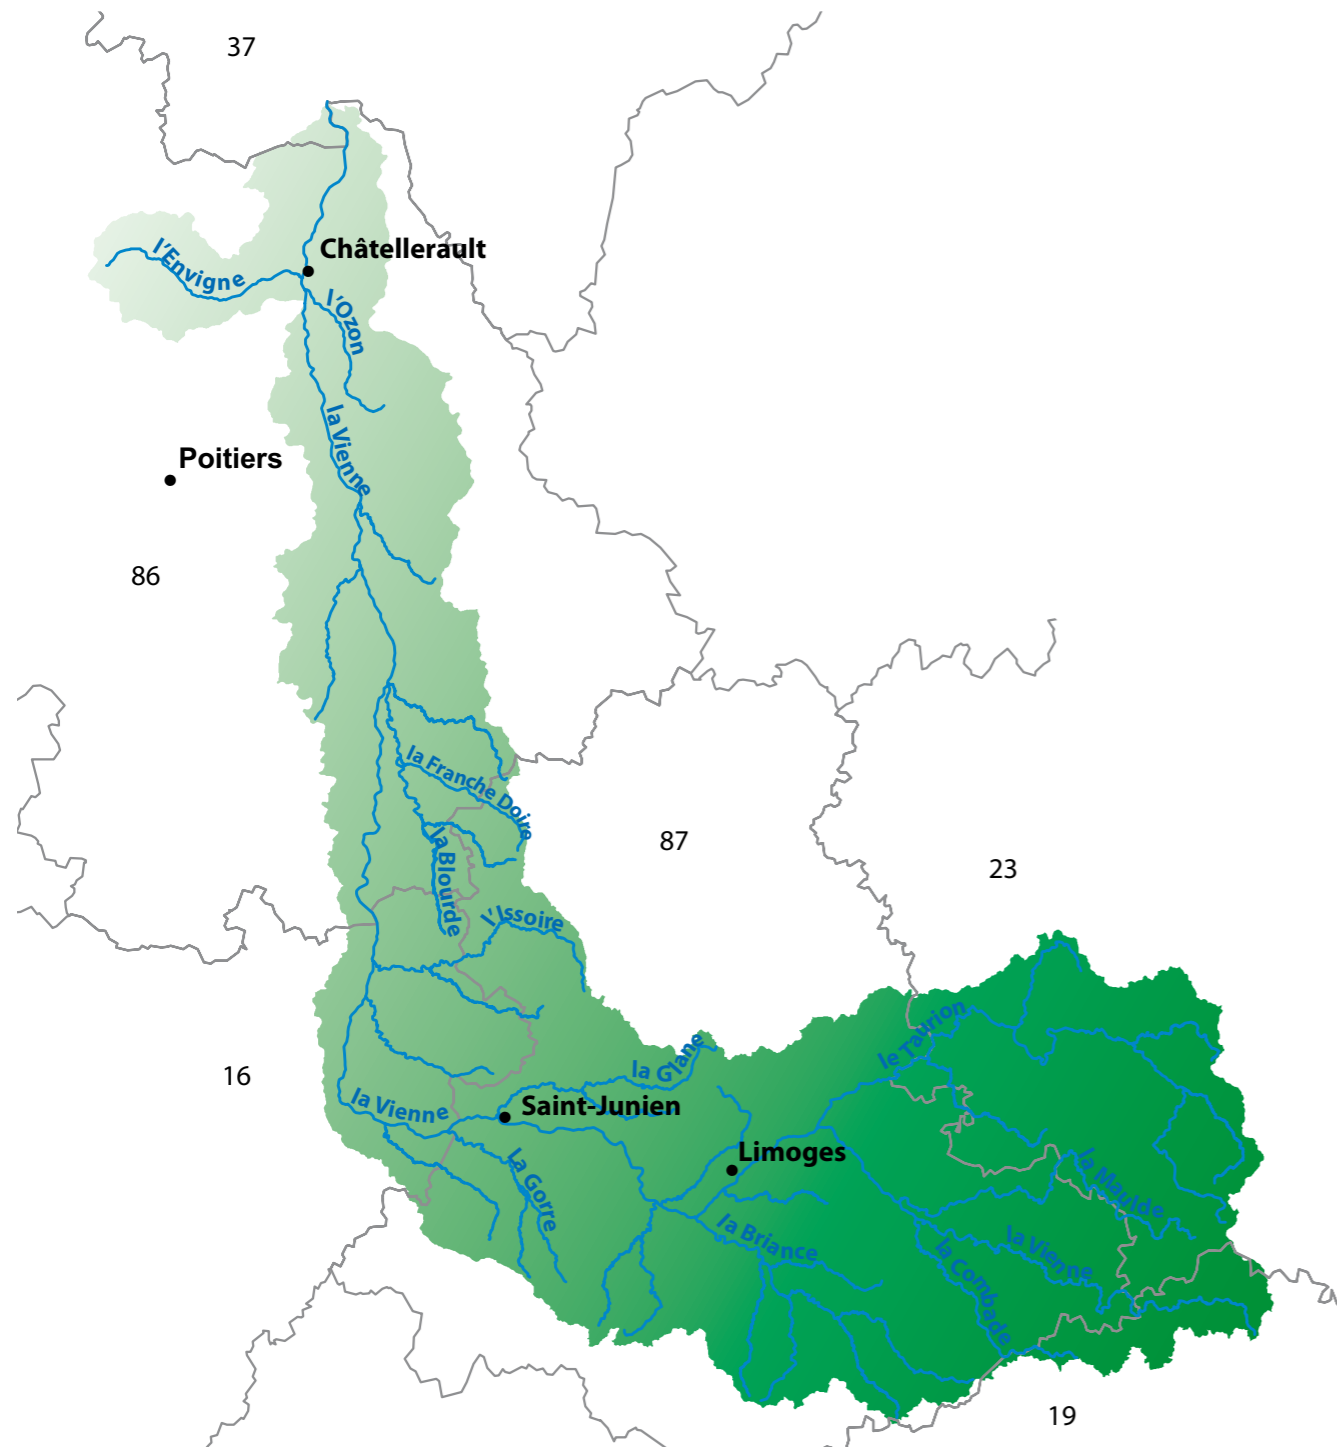 37
Châtellerault
l'Envigne
l'Ozon
la Vienne
Poitiers
86
la Franche Doire
la Blourde
87
23
l'Issoire
le Taurion
la Glane
16
la Vienne
Saint-Junien
Limoges
la Gorre
la Maulde
la Briance
la Vienne
la Combade
19